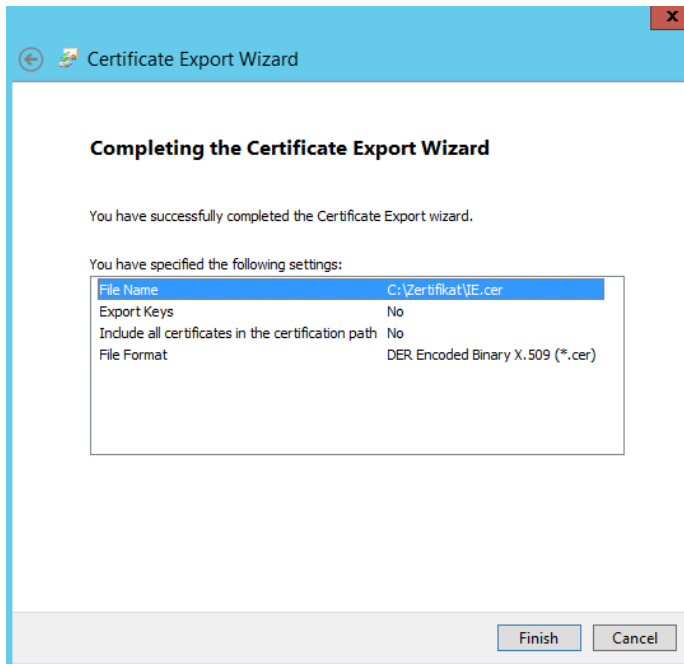 x
Certificate Export Wizard
Completing the Certificate Export Wizard
You have successfully completed the Certificate Export wizard.
You have specified the following settings:
File Name C:\Zertifikat\IE.cer
Export Keys No
Include all certificates in the certification path No
File Format DER Encoded Binary X.509 (*.cer)
Finish Cancel